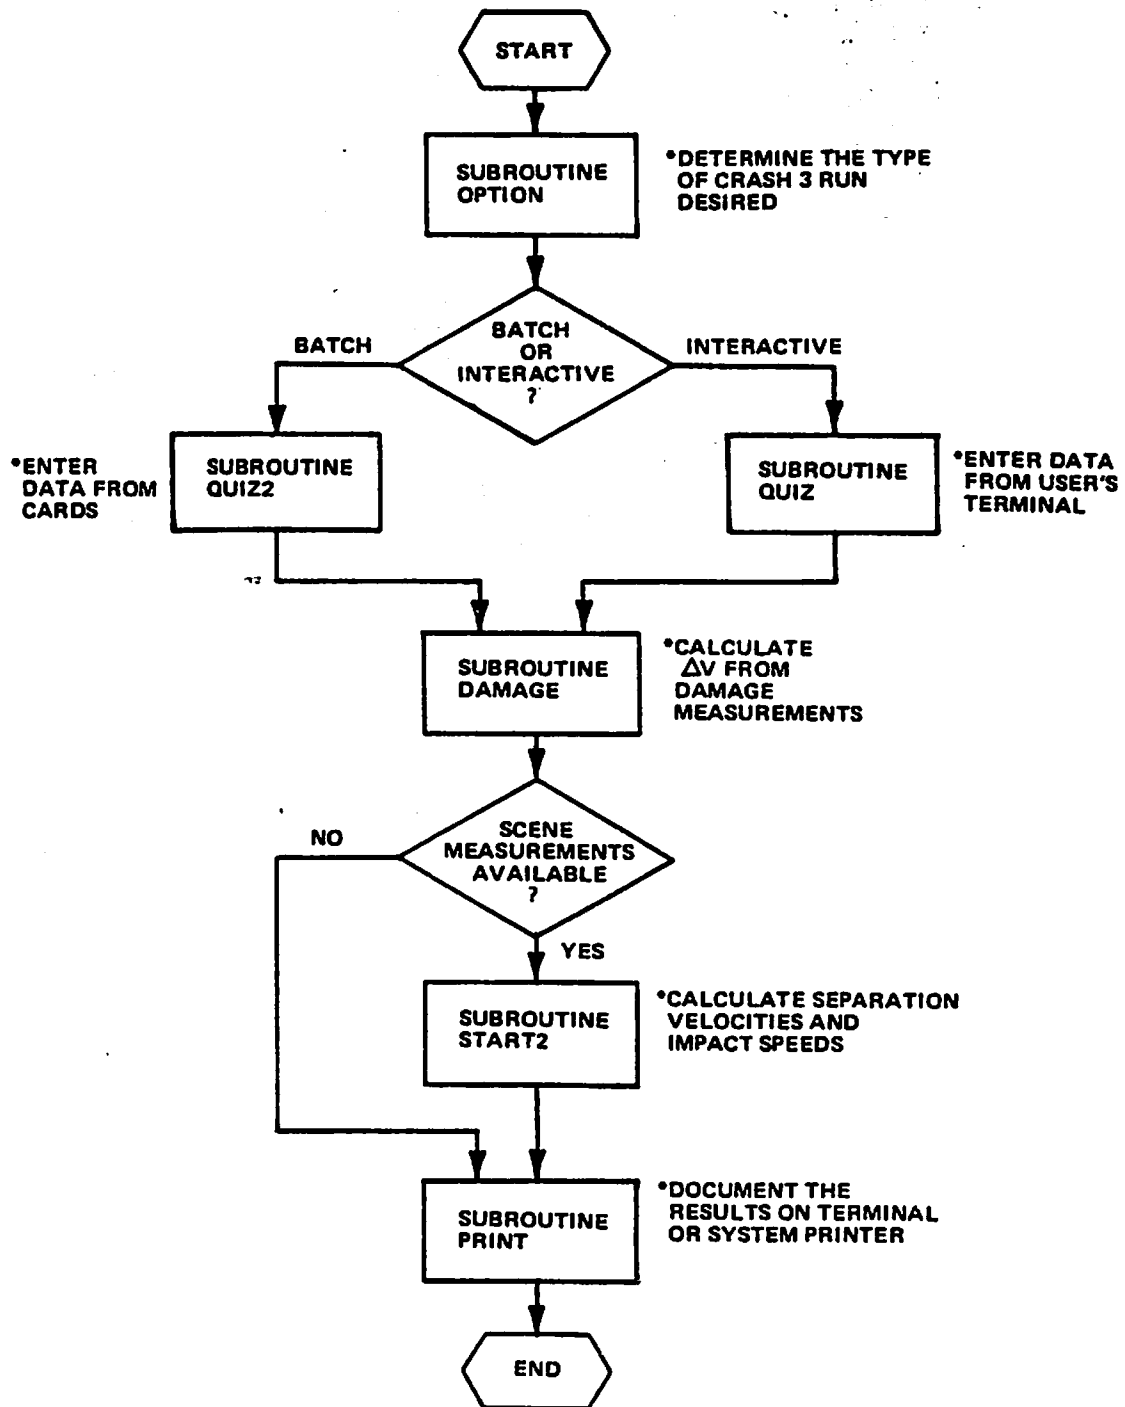 START
SUBROUTINE
OPTION
*DETERMINE THE TYPE
OF CRASH 3 RUN
DESIRED
BATCH
OR
INTERACTIVE
?
BATCH
INTERACTIVE
*ENTER
DATA FROM
CARDS
SUBROUTINE
QUIZ2
SUBROUTINE
QUIZ
*ENTER DATA
FROM USER'S
TERMINAL
SUBROUTINE
DAMAGE
*CALCULATE
ΔV FROM
DAMAGE
MEASUREMENTS
SCENE
MEASUREMENTS
AVAILABLE
?
NO
YES
SUBROUTINE
START2
*CALCULATE SEPARATION
VELOCITIES AND
IMPACT SPEEDS
SUBROUTINE
PRINT
*DOCUMENT THE
RESULTS ON TERMINAL
OR SYSTEM PRINTER
END